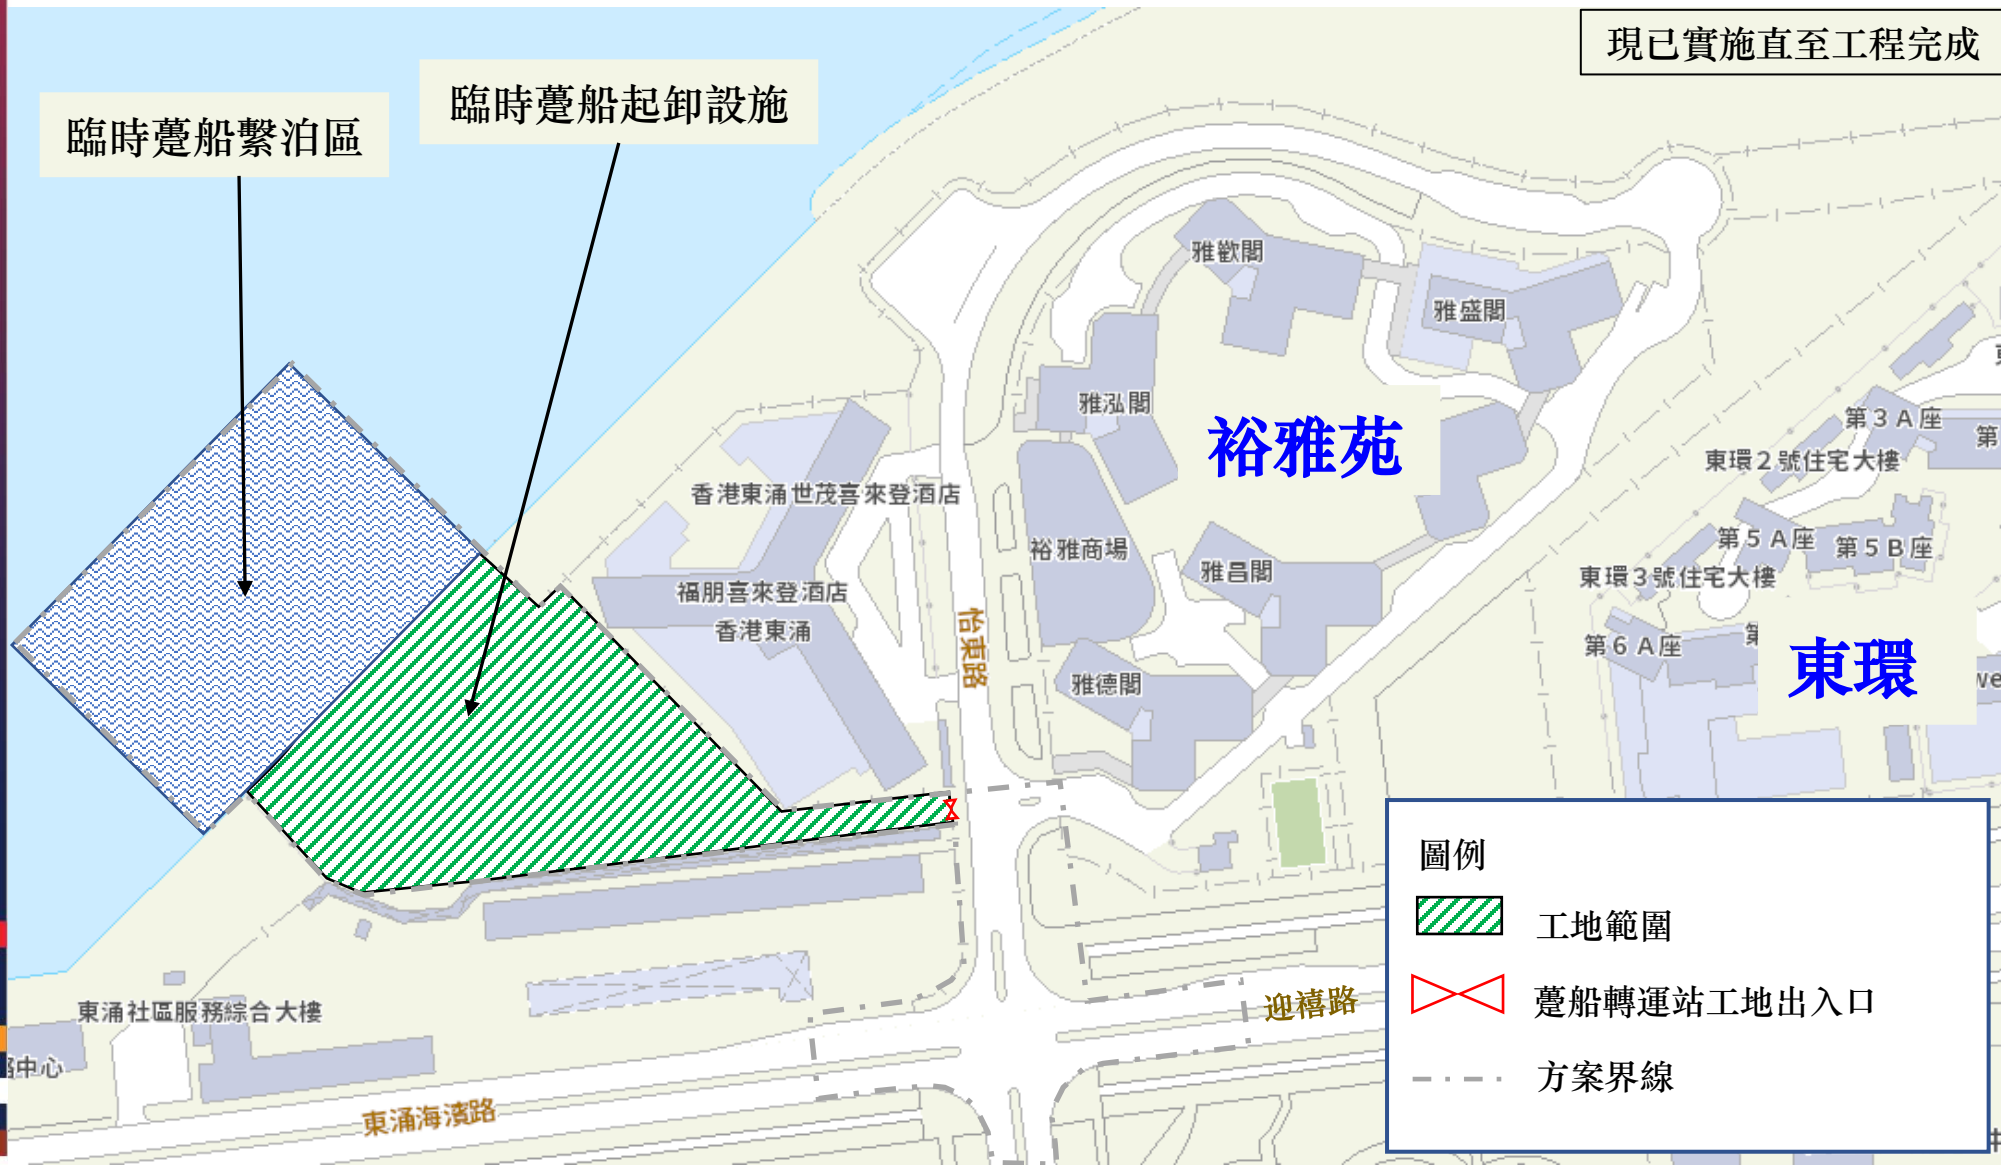 現已實施直至工程完成
臨時躉船起卸設施
臨時躉船繫泊區
雅歡閣
雅盛閣
雅泓閣
裕雅苑
第３Ａ座
第
東環２號住宅大樓
香港東涌世茂喜來登酒店
裕雅商場
雅昌閣
第５Ａ座
第５Ｂ座
東環３號住宅大樓
福朋喜來登酒店
香港東涌
怡東路
第６Ａ座
東環
雅德閣
圖例
工地範圍
躉船轉運站工地出入口
方案界線
迎禧路
東涌社區服務綜合大樓
中心
東涌海濱路